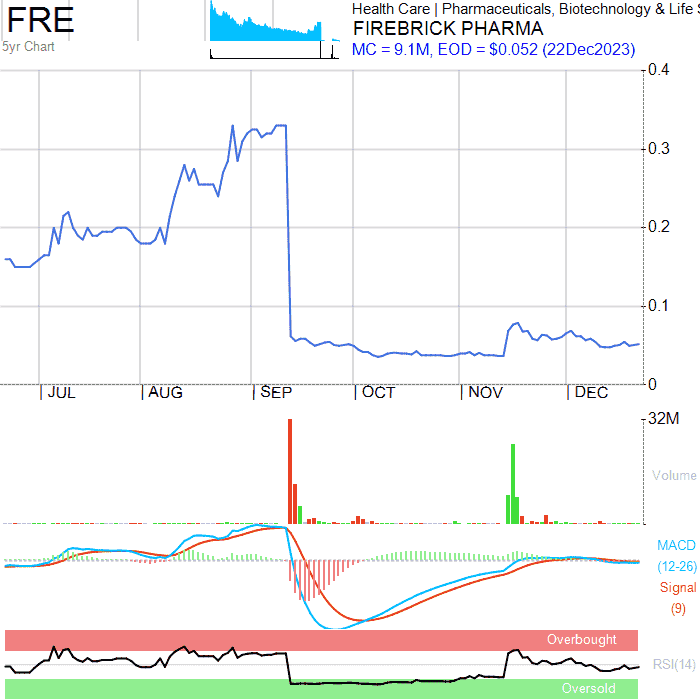 FRE
5yr Chart
Health Care | Pharmaceuticals, Biotechnology & Life S
FIREBRICK PHARMA
MC = 9.1M, EOD = $0.052 (22Dec2023)
0.4
0.3
0.2
0.1
0
JUL
AUG
SEP
OCT
NOV
DEC
32M
Volume
MACD
(12-26)
Signal
(9)
Overbought
RSI(14)
Oversold